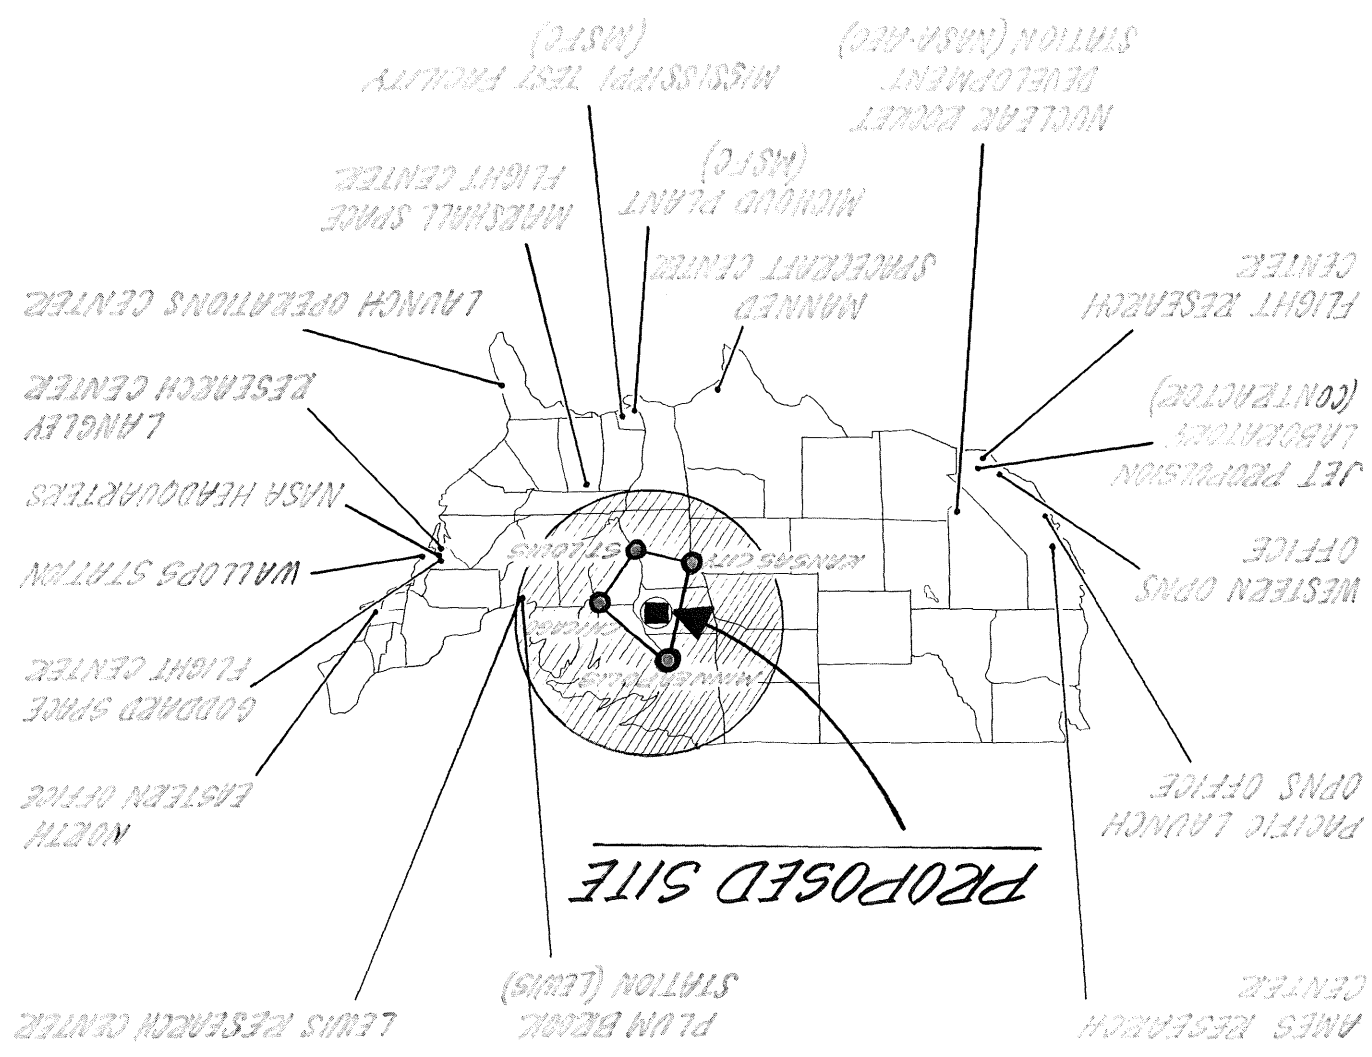 AMES RESEARCH
CENTER
PLUM BROOK
STATION (LEWIS)
LEWIS RESEARCH CENTER
PROPOSED SITE
PACIFIC LAUNCH
OPNS OFFICE
NORTH
EASTERN OFFICE
WESTERN OPNS
OFFICE
GODDARD SPACE
FLIGHT CENTER
MINNEAPOLIS
CHICAGO
KANSAS CITY
ST. LOUIS
WALLOPS STATION
NASA HEADQUARTERS
JET PROPULSION
LABORATORY
(CONTRACTOR)
LANGLEY
RESEARCH CENTER
FLIGHT RESEARCH
CENTER
LAUNCH OPERATIONS CENTER
MANNED
SPACECRAFT CENTER
MICHOUD PLANT
(MSFC)
MARSHALL SPACE
FLIGHT CENTER
NUCLEAR ROCKET
DEVELOPMENT
STATION (NASA-AEC)
MISSISSIPPI TEST FACILITY
(MSFC)